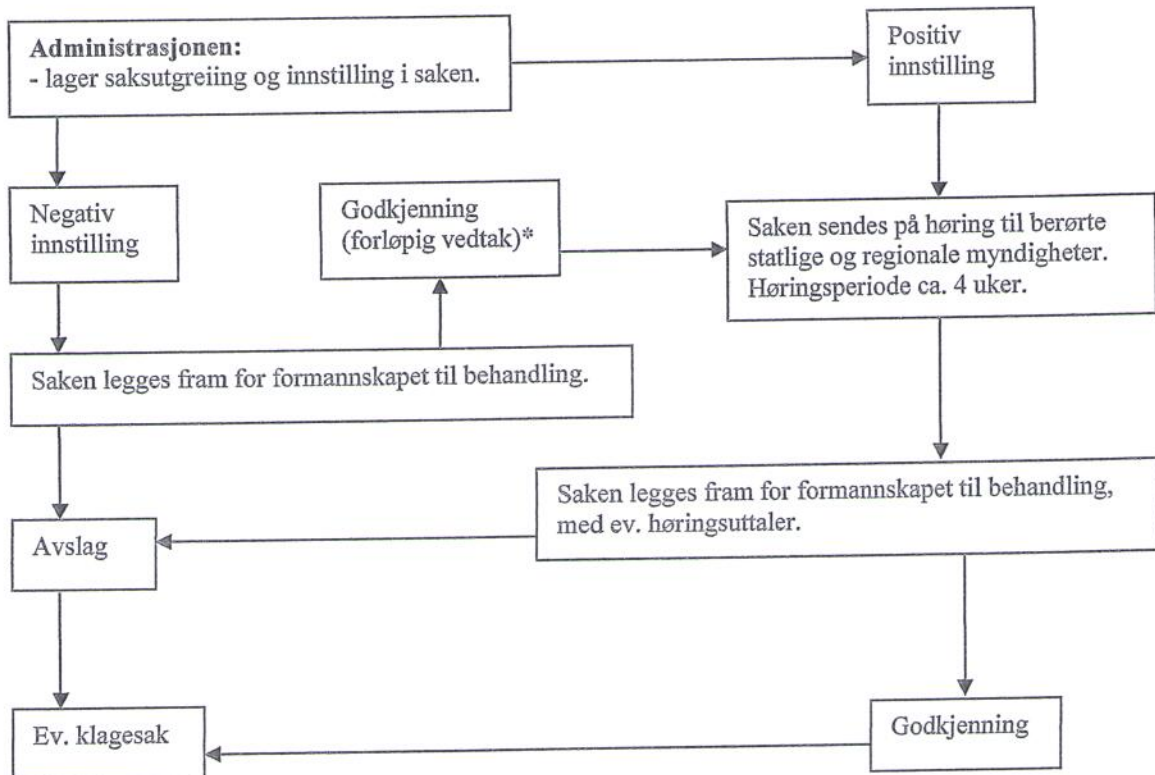 Administrasjonen:
- lager saksutgreiing og innstilling i saken.
Positiv
innstilling
Negativ
innstilling
Godkjenning
(forløpig vedtak)*
Saken sendes på høring til berørte
statlige og regionale myndigheter.
Høringsperiode ca. 4 uker.
Saken legges fram for formannskapet til behandling.
Saken legges fram for formannskapet til behandling,
med ev. høringsuttaler.
Avslag
Ev. klagesak
Godkjenning